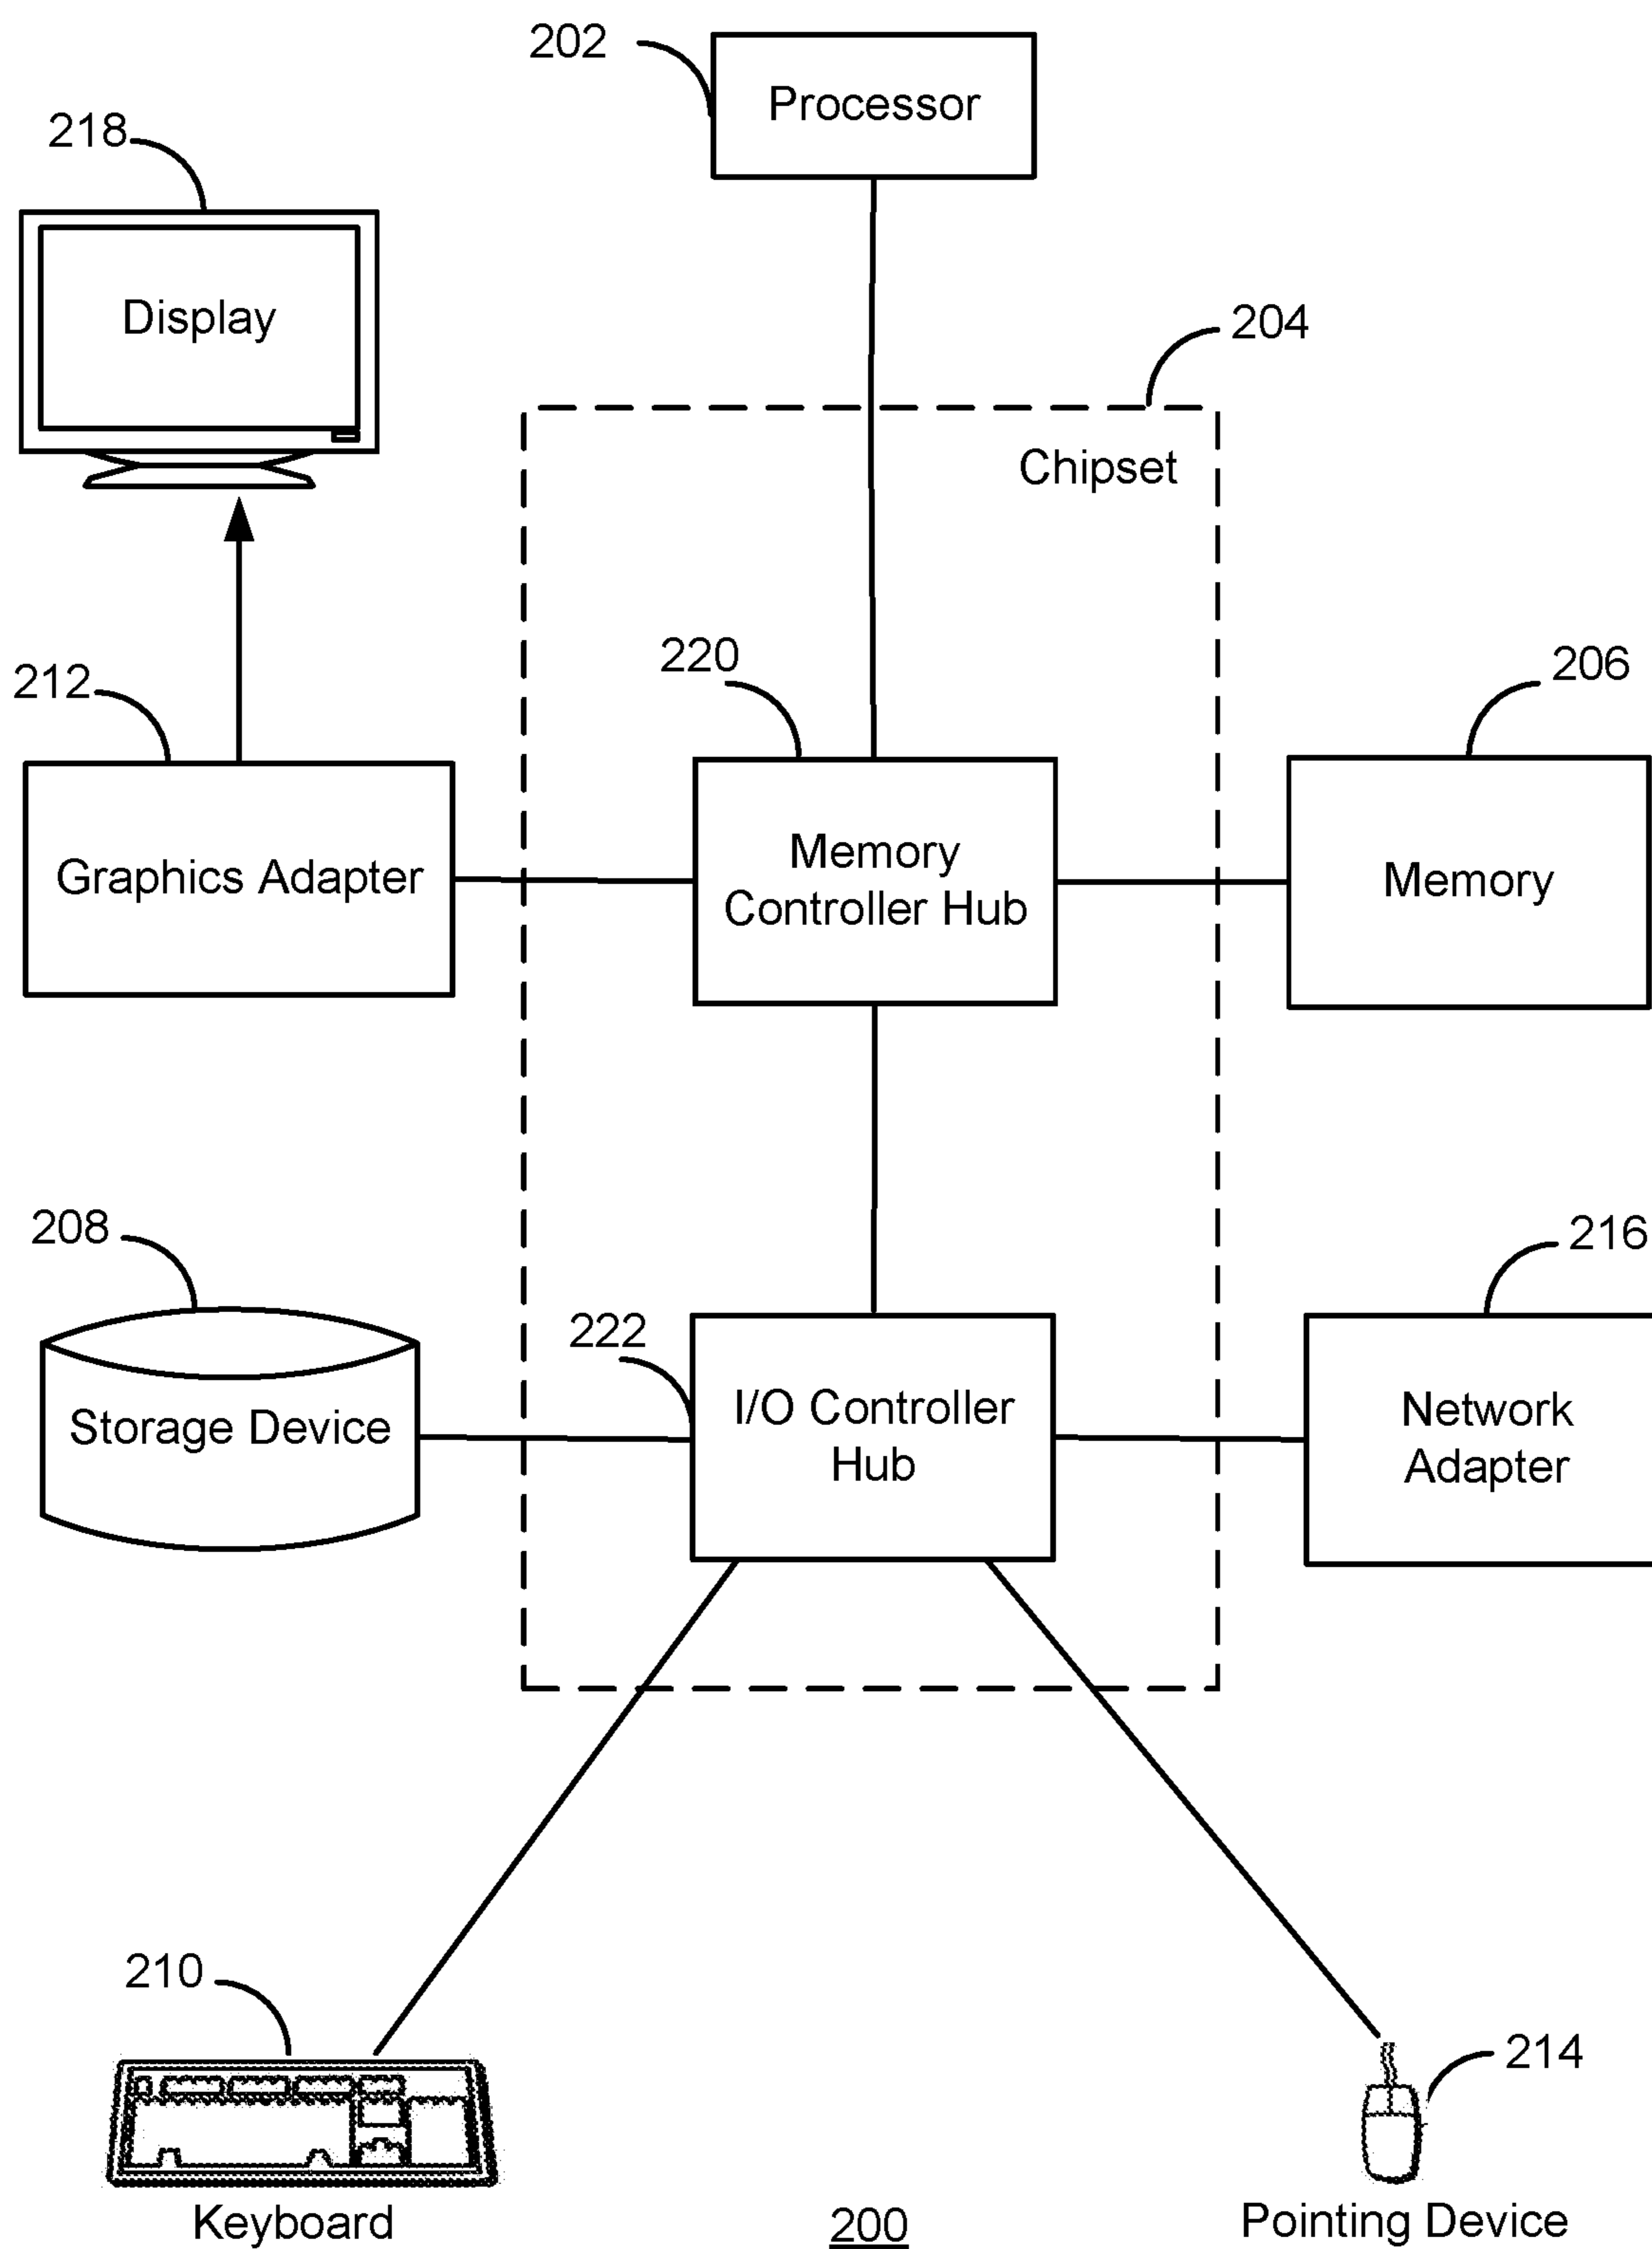 202
Processor
218
Display
204
Chipset
212
220
206
Graphics Adapter
Memory
Controller Hub
Memory
208
222
216
Storage Device
I/O Controller
Hub
Network
Adapter
210
214
Keyboard
200
Pointing Device